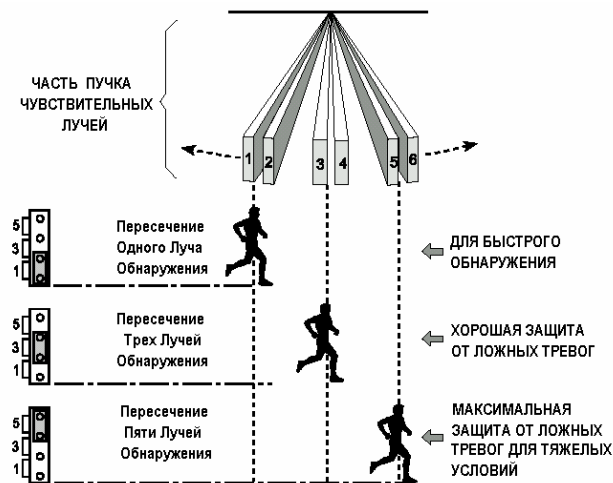 ЧАСТЬ ПУЧКА
ЧУВСТВИТЕЛЬНЫХ
ЛУЧЕЙ
1 2 3 4 5 6
5
3
1
Пересечение
Одного Луча
Обнаружения
ДЛЯ БЫСТРОГО
ОБНАРУЖЕНИЯ
5
3
1
Пересечение
Трех Лучей
Обнаружения
ХОРОШАЯ ЗАЩИТА
ОТ ЛОЖНЫХ ТРЕВОГ
5
3
1
Пересечение
Пяти Лучей
Обнаружения
МАКСИМАЛЬНАЯ
ЗАЩИТА ОТ ЛОЖНЫХ
ТРЕВОГ ДЛЯ ТЯЖЕЛЫХ
УСЛОВИЙ